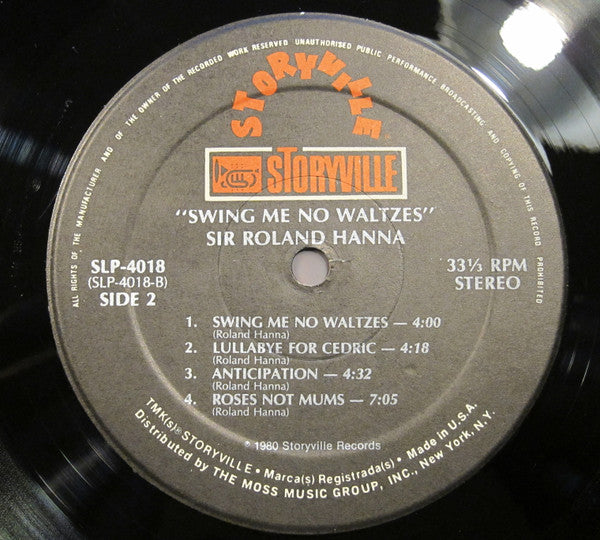 ALL RIGHTS OF THE MANUFACTURER AND OF THE OWNER OF THE RECORDED WORK RESERVED UNAUTHORISED PUBLIC PERFORMANCE, BROADCASTING AND COPYING OF THIS RECORD PROHIBITED
STORYVILLE
STORYVILLE
"SWING ME NO WALTZES"
SIR ROLAND HANNA
SLP-4018
(SLP-4018-B)
SIDE 2
33⅓ RPM
STEREO
1. SWING ME NO WALTZES — 4:00
(Roland Hanna)
2. LULLABYE FOR CEDRIC — 4:18
(Roland Hanna)
3. ANTICIPATION — 4:32
(Roland Hanna)
4. ROSES NOT MUMS — 7:05
(Roland Hanna)
℗ 1980 Storyville Records
TMK(s)® STORYVILLE • Marca(s) Registrada(s) • Made in U.S.A.
Distributed by THE MOSS MUSIC GROUP, INC., New York, N.Y.